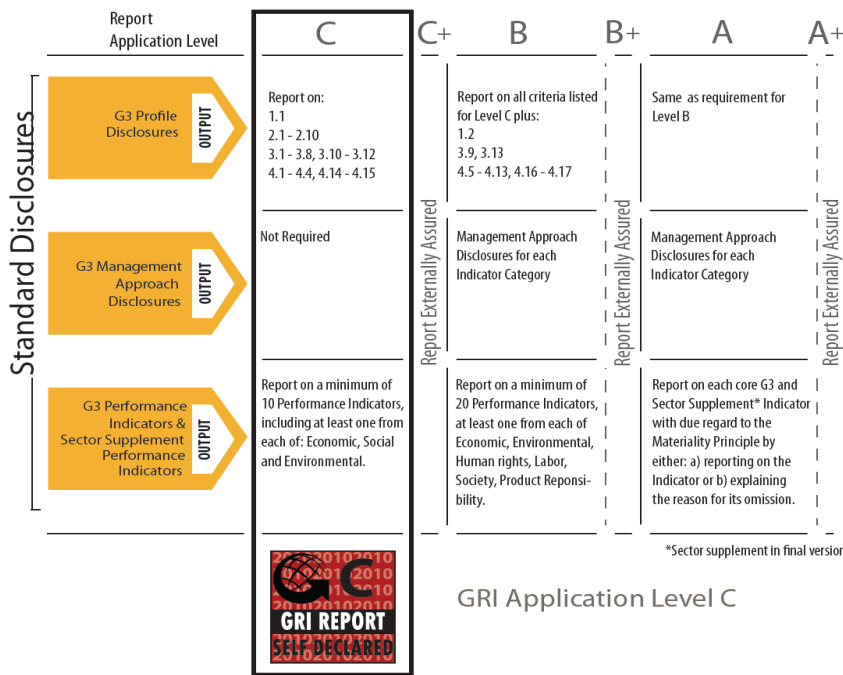 Report
Application Level
C
C+
B
B+
A
A+
Standard Disclosures
G3 Profile
Disclosures
OUTPUT
Report on:
1.1
2.1 - 2.10
3.1 - 3.8, 3.10 - 3.12
4.1 - 4.4, 4.14 - 4.15
Report on all criteria listed
for Level C plus:
1.2
3.9, 3.13
4.5 - 4.13, 4.16 - 4.17
Same as requirement for
Level B
G3 Management
Approach
Disclosures
OUTPUT
Not Required
Report Externally Assured
Management Approach
Disclosures for each
Indicator Category
Report Externally Assured
Management Approach
Disclosures for each
Indicator Category
Report Externally Assured
G3 Performance
Indicators &
Sector Supplement
Performance
Indicators
OUTPUT
Report on a minimum of
10 Performance Indicators,
including at least one from
each of: Economic, Social
and Environmental.
Report on a minimum of
20 Performance Indicators,
at least one from each of
Economic, Environmental,
Human rights, Labor,
Society, Product Reponsi-
bility.
Report on each core G3 and
Sector Supplement* Indicator
with due regard to the
Materiality Principle by
either: a) reporting on the
Indicator or b) explaining
the reason for its omission.
*Sector supplement in final version
C
GRI REPORT
SELF DECLARED
GRI Application Level C